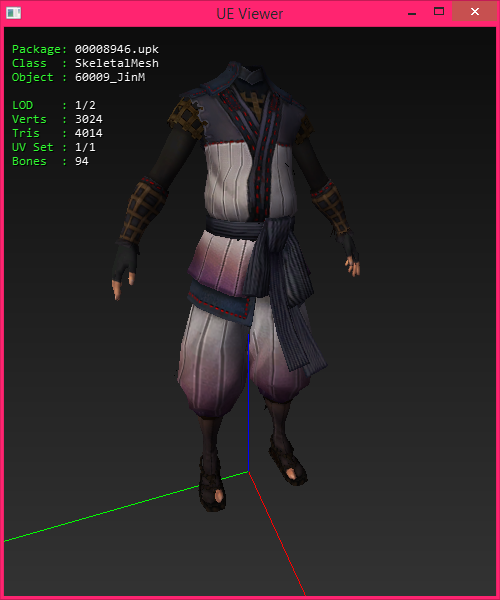 UE Viewer
Package: 00008946.upk
Class : SkeletalMesh
Object : 60009_JinM
LOD : 1/2
Verts : 3024
Tris : 4014
UV Set : 1/1
Bones : 94